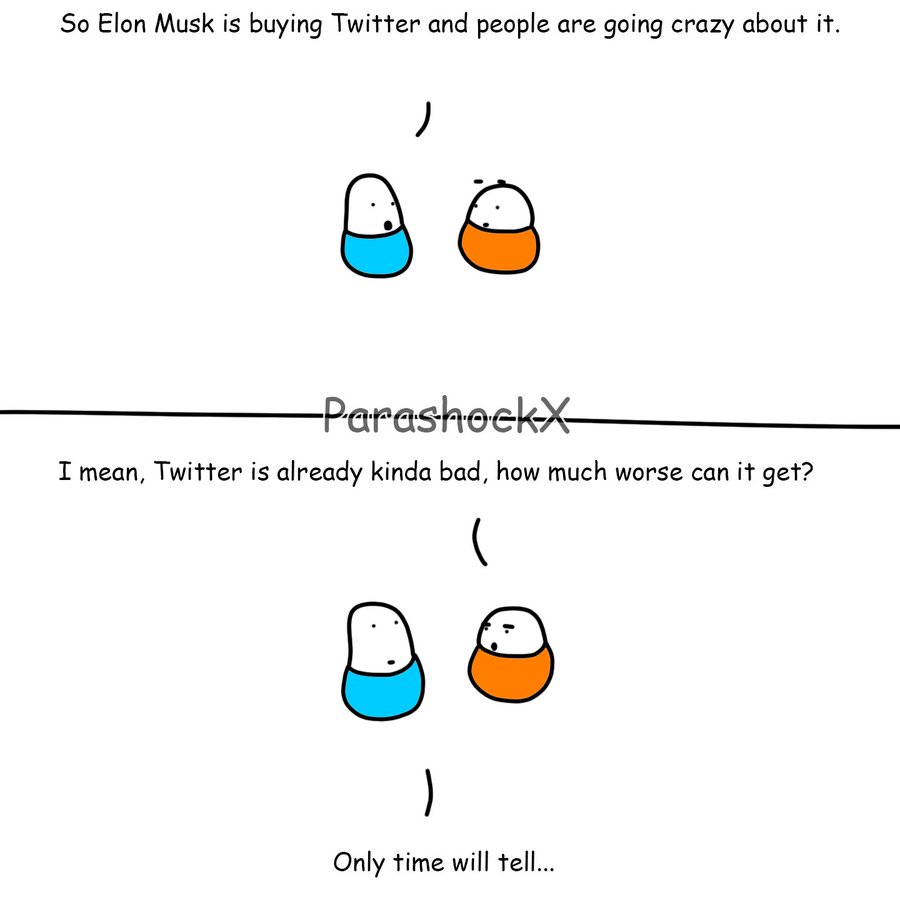 So Elon Musk is buying Twitter and people are going crazy about it.
ParashockX
I mean, Twitter is already kinda bad, how much worse can it get?
Only time will tell...